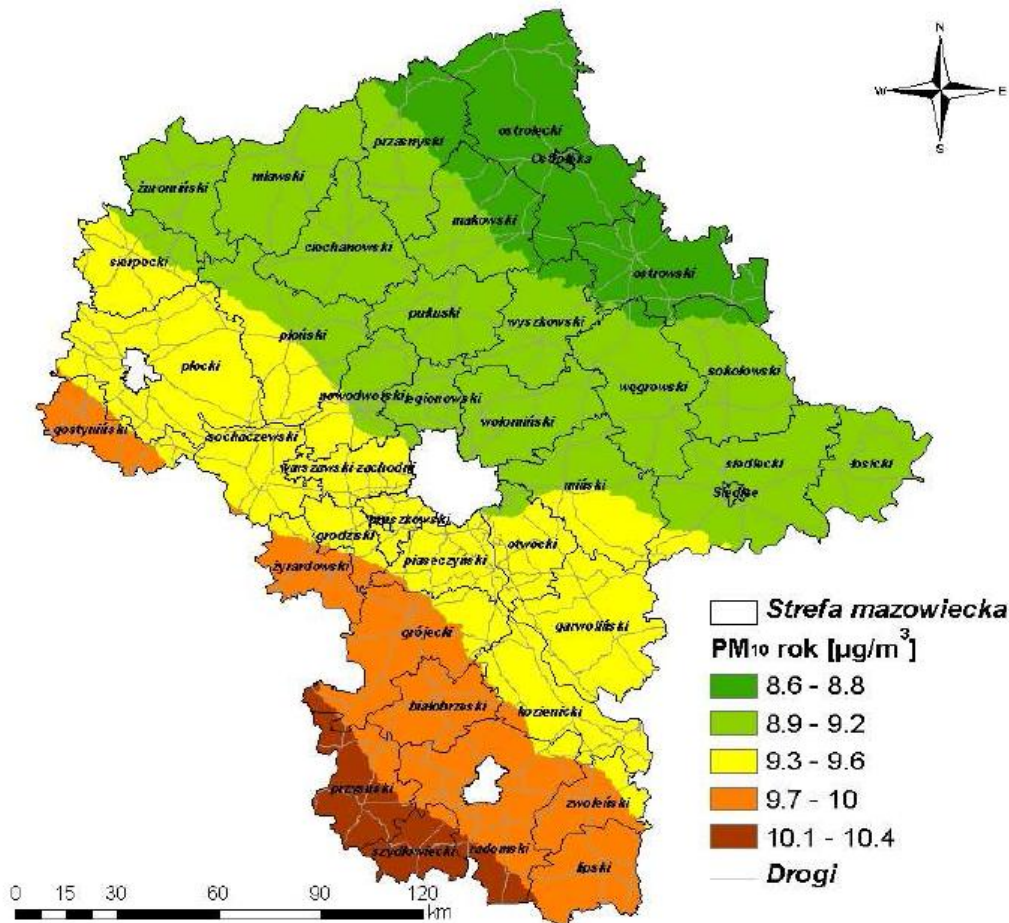 N
W E
S
ostrołecki
Ostrołęka
przasnyski
mławski
żuromiński
makowski
ciechanowski
sierpecki
ostrowski
pułtuski
wyszkowski
płoński
płocki
sokołowski
węgrowski
nowodworski
legionowski
gostyniński
wołomiński
sochaczewski
warszawski zachodni
siedlecki
łosicki
miński
Siedlce
pruszkowski
grodziski
otwocki
piaseczyński
żyrardowski
garwoliński
grójecki
białobrzeski
kozienicki
przysuski
zwoleński
szydłowiecki
radomski
lipski
Strefa mazowiecka
PM10 rok [µg/m³]
8.6 - 8.8
8.9 - 9.2
9.3 - 9.6
9.7 - 10
10.1 - 10.4
Drogi
0 15 30 60 90 120
km